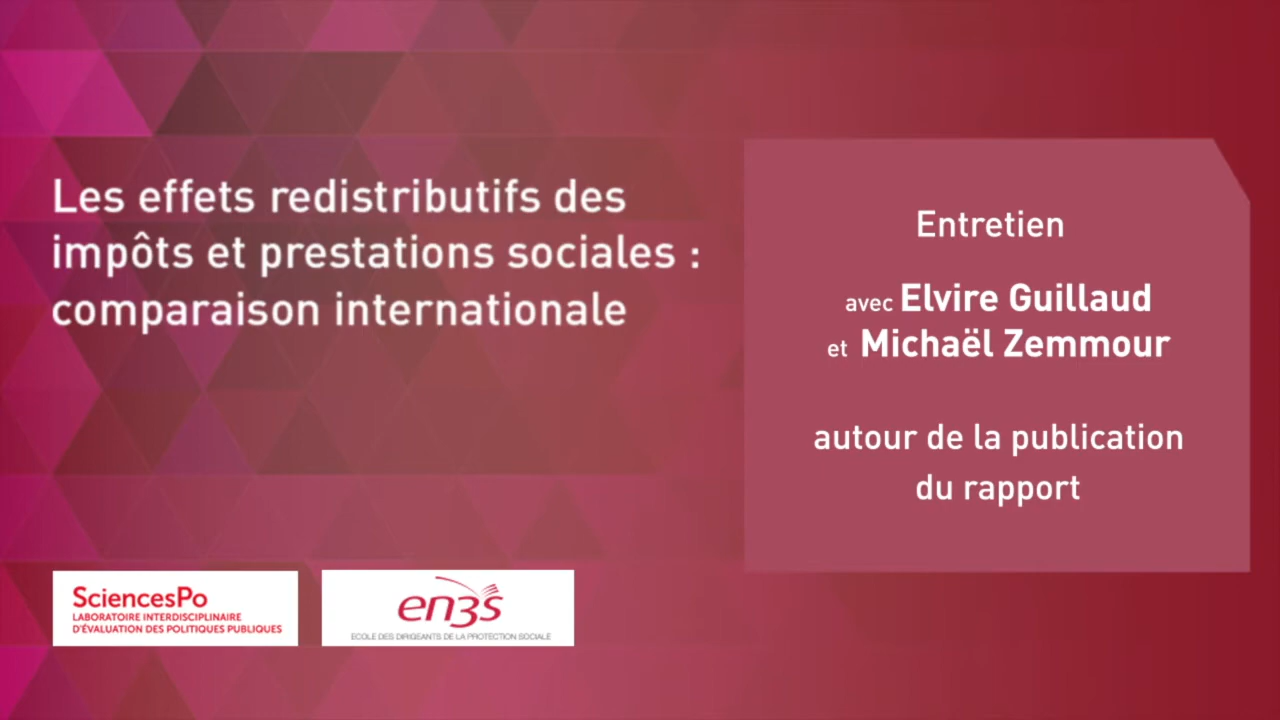 Les effets redistributifs des
impôts et prestations sociales :
comparaison internationale
Entretien
avec Elvire Guillaud
et Michaël Zemmour
autour de la publication
du rapport
SciencesPo
LABORATOIRE INTERDISCIPLINAIRE
D'ÉVALUATION DES POLITIQUES PUBLIQUES
en3s
ECOLE DES DIRIGEANTS DE LA PROTECTION SOCIALE